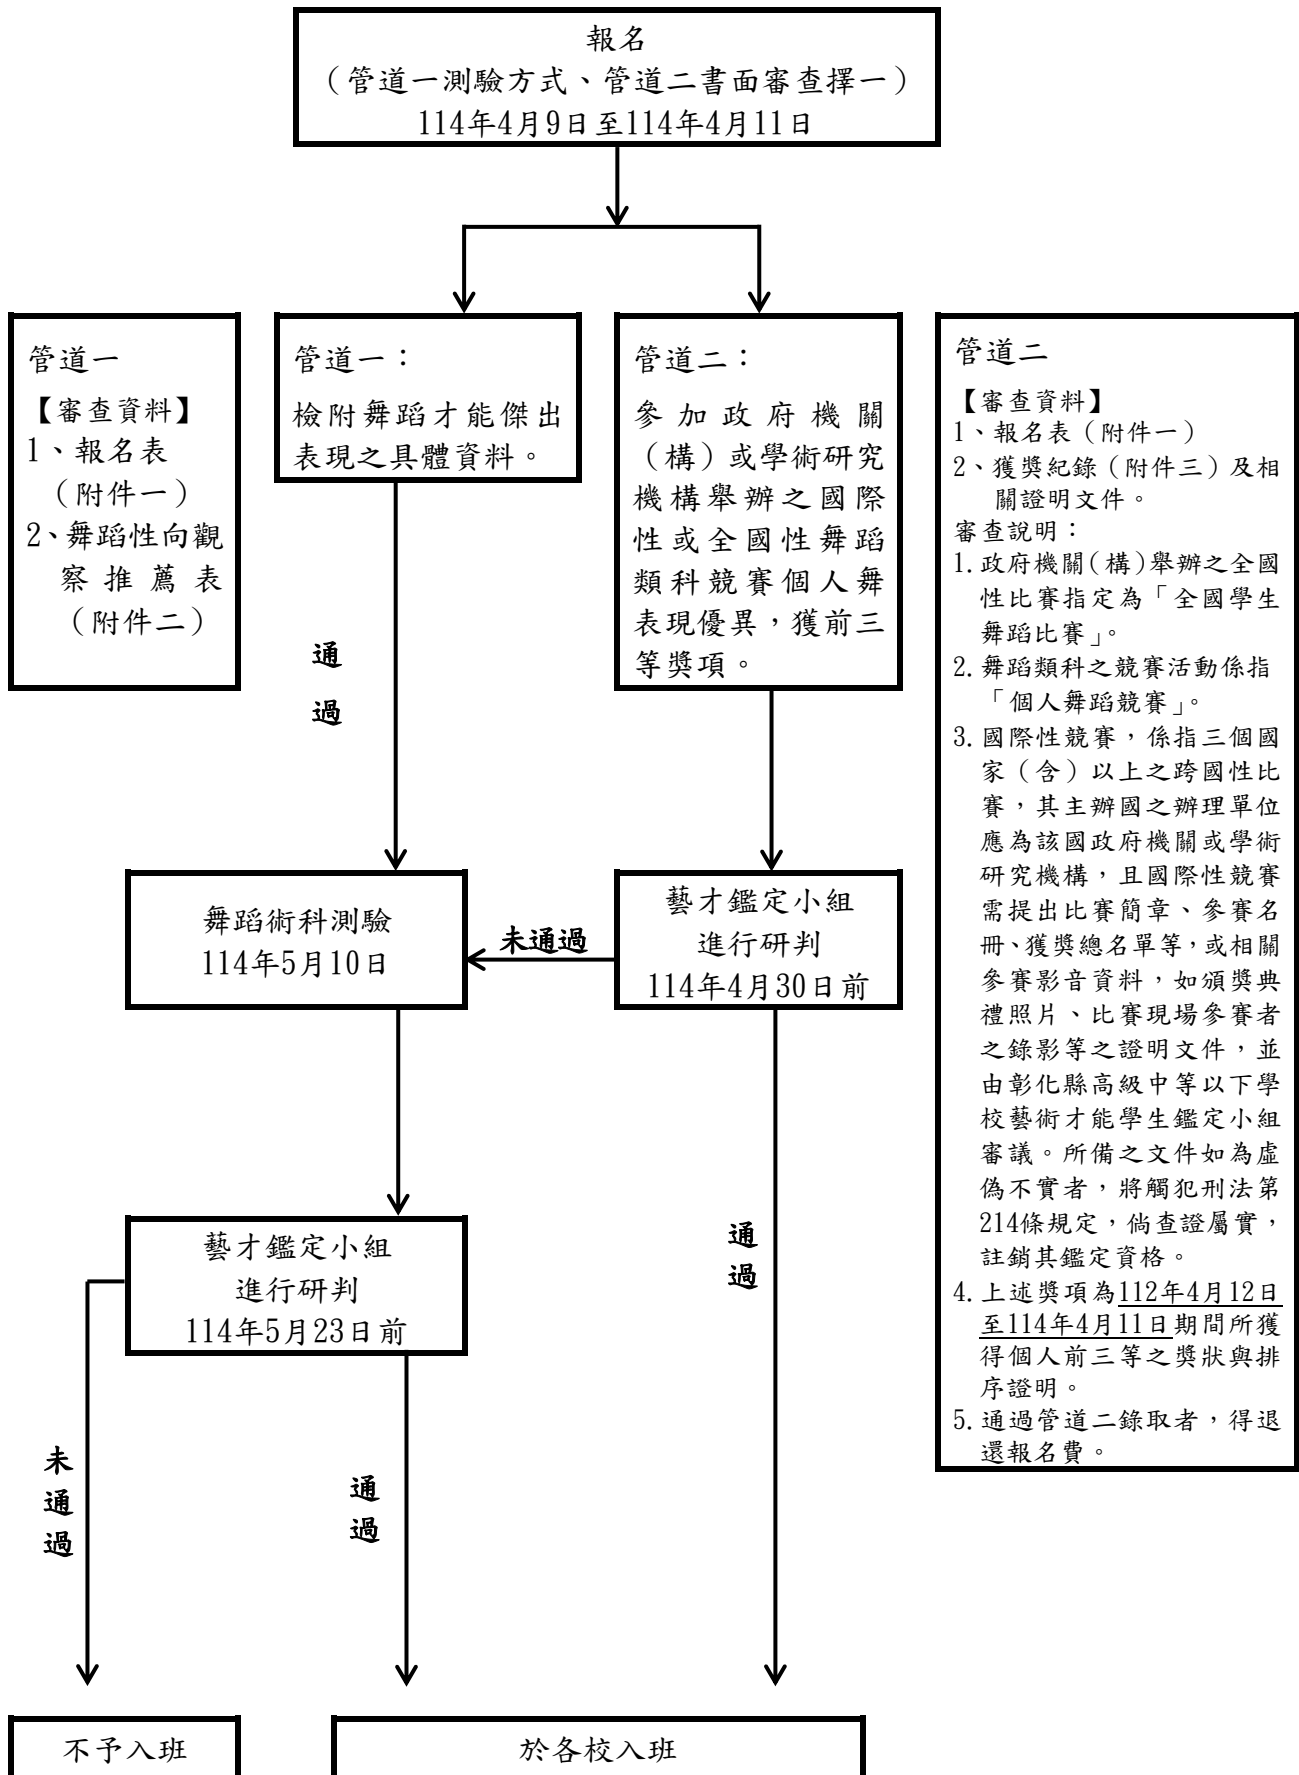 報名
（管道一測驗方式、管道二書面審查擇一）
114年4月9日至114年4月11日
管道一
【審查資料】
1、報名表
（附件一）
2、舞蹈性向觀
察推薦表
（附件二）
管道一：
檢附舞蹈才能傑出
表現之具體資料。
管道二：
參加政府機關
（構）或學術研究
機構舉辦之國際
性或全國性舞蹈
類科競賽個人舞
表現優異，獲前三
等獎項。
管道二
【審查資料】
1、報名表（附件一）
2、獲獎紀錄（附件三）及相
關證明文件。
審查說明：
1.政府機關(構)舉辦之全國
性比賽指定為「全國學生
舞蹈比賽」。
2.舞蹈類科之競賽活動係指
「個人舞蹈競賽」。
3.國際性競賽，係指三個國
家（含）以上之跨國性比
賽，其主辦國之辦理單位
應為該國政府機關或學術
研究機構，且國際性競賽
需提出比賽簡章、參賽名
冊、獲獎總名單等，或相關
參賽影音資料，如頒獎典
禮照片、比賽現場參賽者
之錄影等之證明文件，並
由彰化縣高級中等以下學
校藝術才能學生鑑定小組
審議。所備之文件如為虛
偽不實者，將觸犯刑法第
214條規定，倘查證屬實，
註銷其鑑定資格。
4.上述獎項為112年4月12日
至114年4月11日期間所獲
得個人前三等之獎狀與排
序證明。
5.通過管道二錄取者，得退
還報名費。
通
過
舞蹈術科測驗
114年5月10日
未通過
藝才鑑定小組
進行研判
114年4月30日前
藝才鑑定小組
進行研判
114年5月23日前
通
過
未
通
過
通
過
不予入班
於各校入班